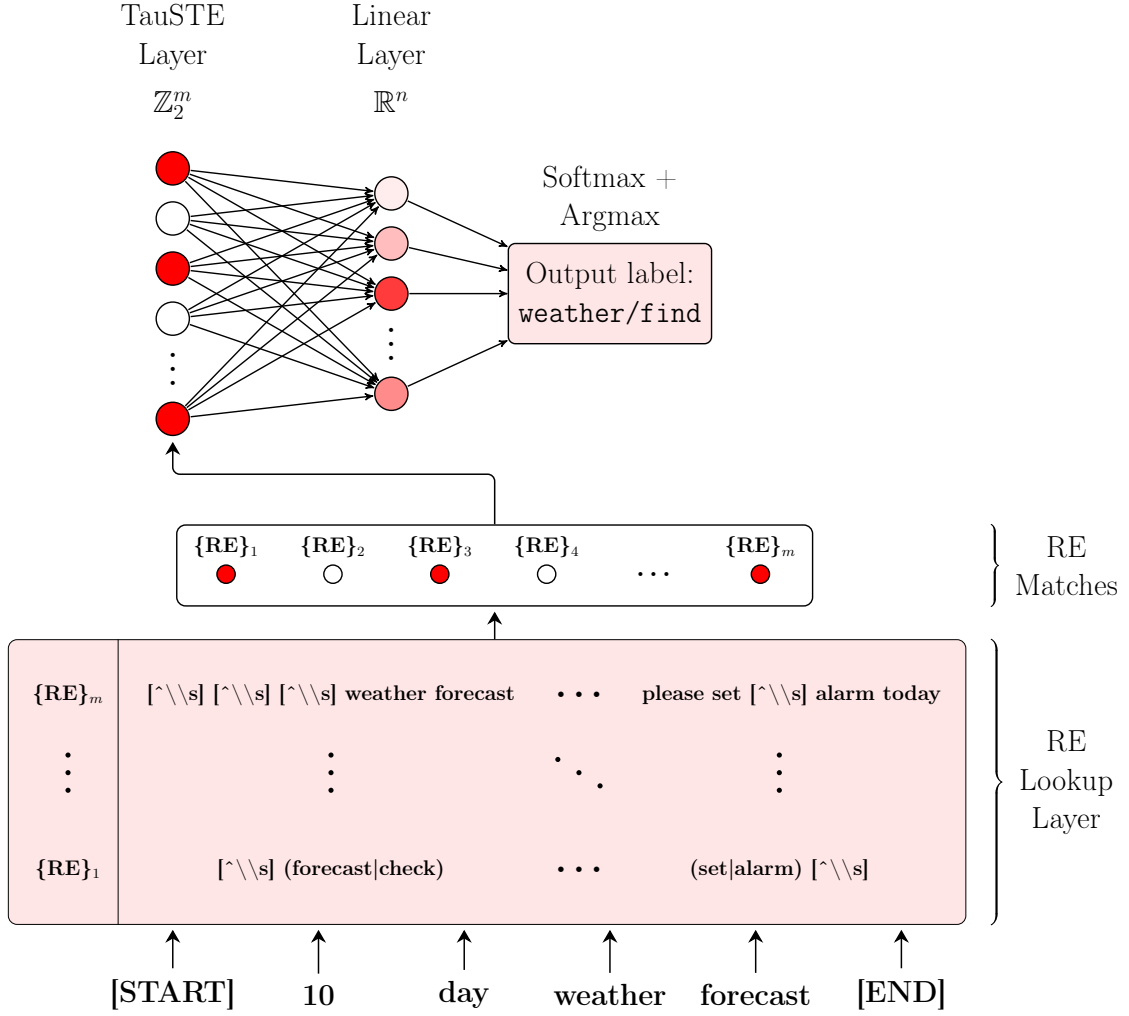 TauSTE
Layer
ℤ₂ᵐ
Linear
Layer
ℝⁿ
Softmax +
Argmax
Output label:
weather/find
{RE}₁ {RE}₂ {RE}₃ {RE}₄ ... {RE}ₘ
RE
Matches
{RE}ₘ [^\\s] [^\\s] [^\\s] weather forecast ... please set [^\\s] alarm today
{RE}₁ [^\\s] (forecast|check) ... (set|alarm) [^\\s]
RE
Lookup
Layer
[START] 10 day weather forecast [END]